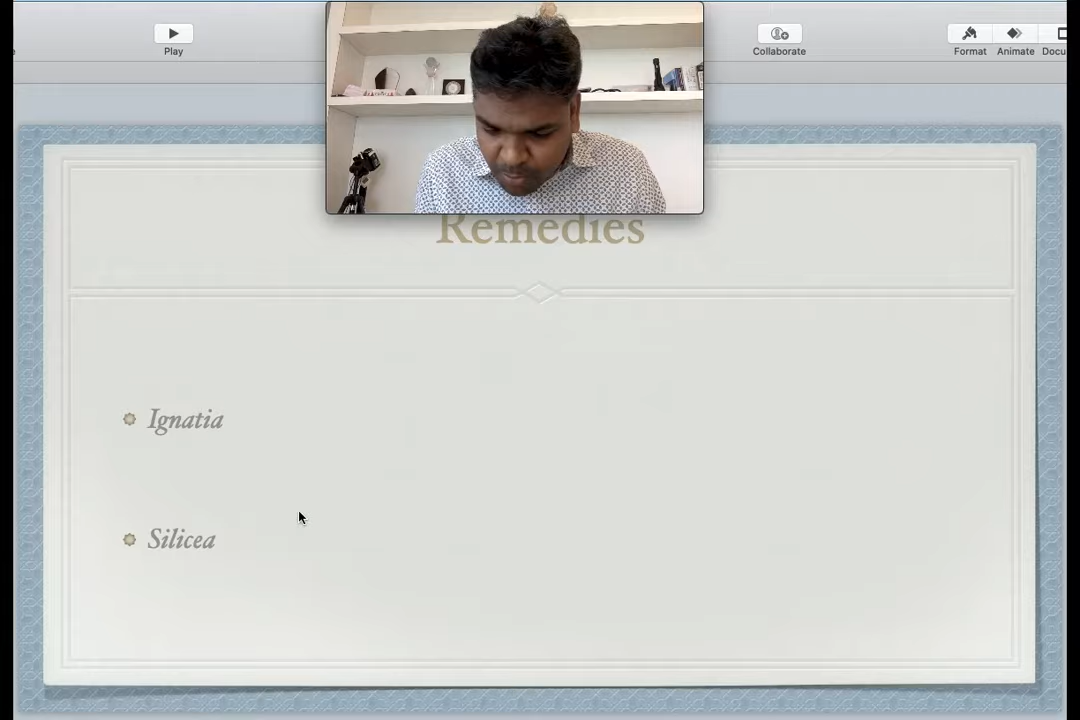 Play
Collaborate
Format
Animate
Remedies
Ignatia
Silicea